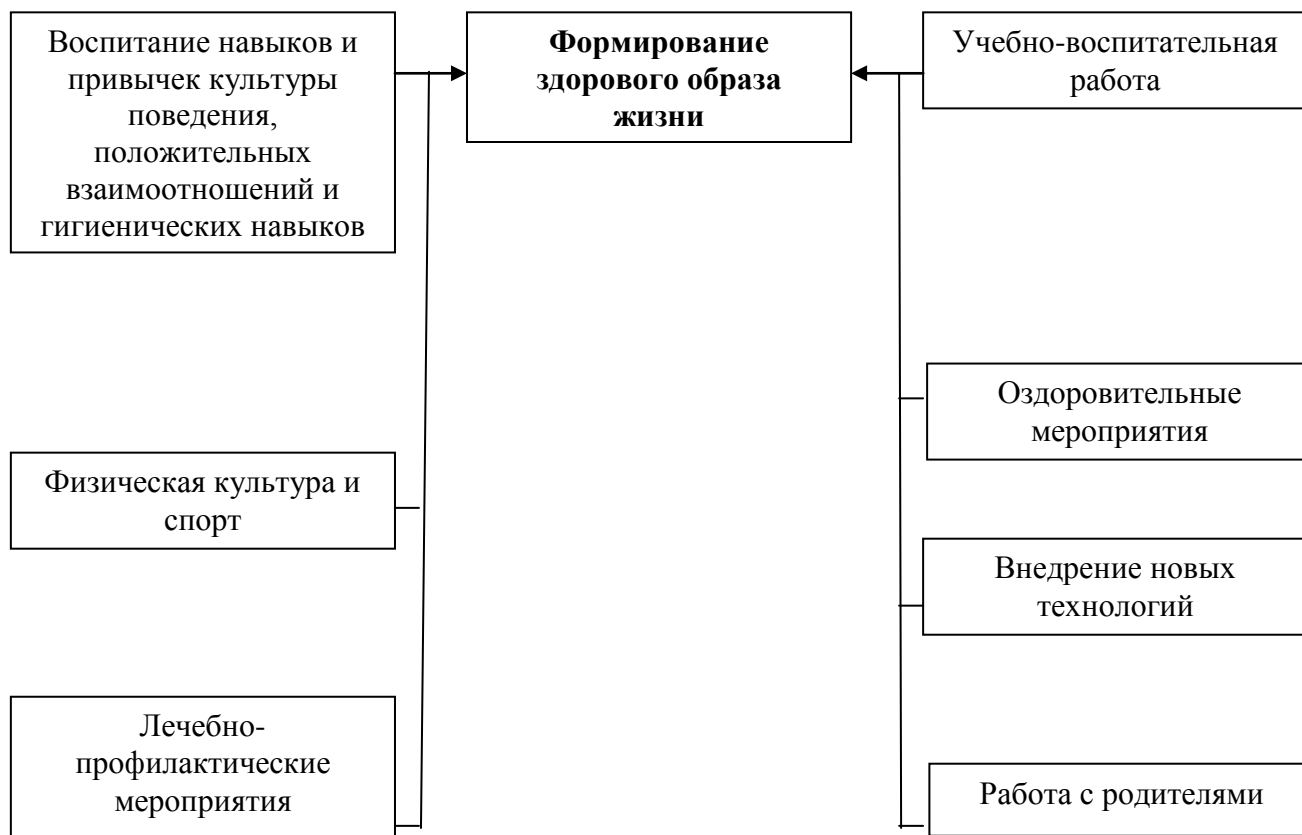 Воспитание навыков и
привычек культуры
поведения,
положительных
взаимоотношений и
гигиенических навыков
Формирование
здорового образа
жизни
Учебно-воспитательная
работа
Оздоровительные
мероприятия
Физическая культура и
спорт
Внедрение новых
технологий
Лечебно-
профилактические
мероприятия
Работа с родителями